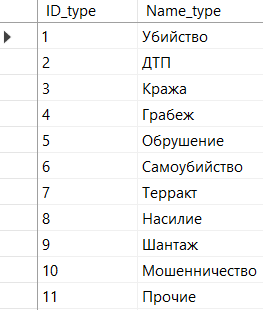 ID_type Name_type
1 Убийство
2 ДТП
3 Кража
4 Грабеж
5 Обрушение
6 Самоубийство
7 Терракт
8 Насилие
9 Шантаж
10 Мошенничество
11 Прочие